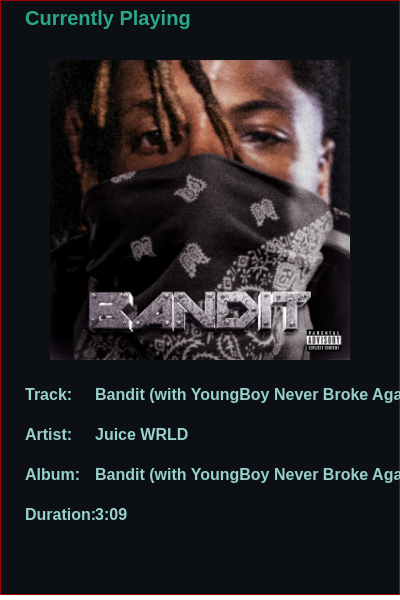 Currently Playing
BANDIT
PARENTAL
ADVISORY
EXPLICIT CONTENT
Track: Bandit (with YoungBoy Never Broke Aga
Artist: Juice WRLD
Album: Bandit (with YoungBoy Never Broke Aga
Duration:3:09